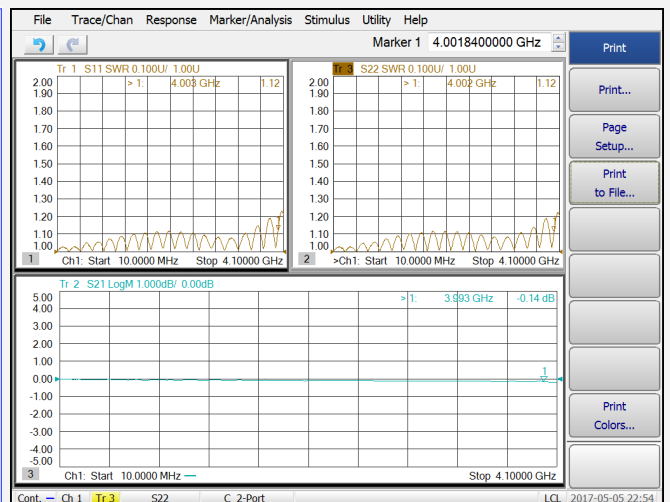 File Trace/Chan Response Marker/Analysis Stimulus Utility Help
Marker 1 4.0018400000 GHz
Print
Print...
Page
Setup...
Print
to File...
Print
Colors...
Tr 1 S11 SWR 0.100U/ 1.00U
> 1: 4.003 GHz 1.12
2.00
1.90
1.80
1.70
1.60
1.50
1.40
1.30
1.20
1.10
1.00
1
1 Ch1: Start 10.0000 MHz Stop 4.10000 GHz
Tr 3 S22 SWR 0.100U/ 1.00U
> 1: 4.002 GHz 1.12
2.00
1.90
1.80
1.70
1.60
1.50
1.40
1.30
1.20
1.10
1.00
1
2 >Ch1: Start 10.0000 MHz Stop 4.10000 GHz
Tr 2 S21 LogM 1.000dB/ 0.00dB
> 1: 3.993 GHz -0.14 dB
5.00
4.00
3.00
2.00
1.00
0.00
-1.00
-2.00
-3.00
-4.00
-5.00
1
3 Ch1: Start 10.0000 MHz Stop 4.10000 GHz
Cont. Ch 1 Tr 3 S22 C 2-Port LCL 2017-05-05 22:54